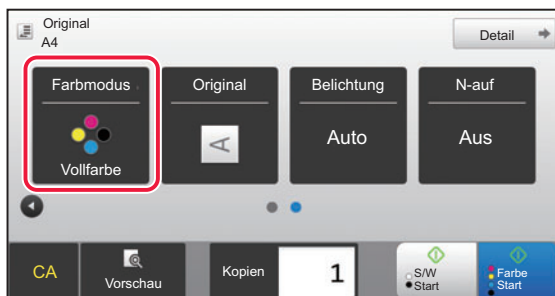 Original
A4
Detail
Farbmodus
Original
Belichtung
N-auf
A
Auto
Aus
Vollfarbe
CA
Vorschau
Kopien
1
S/W
Start
Farbe
Start